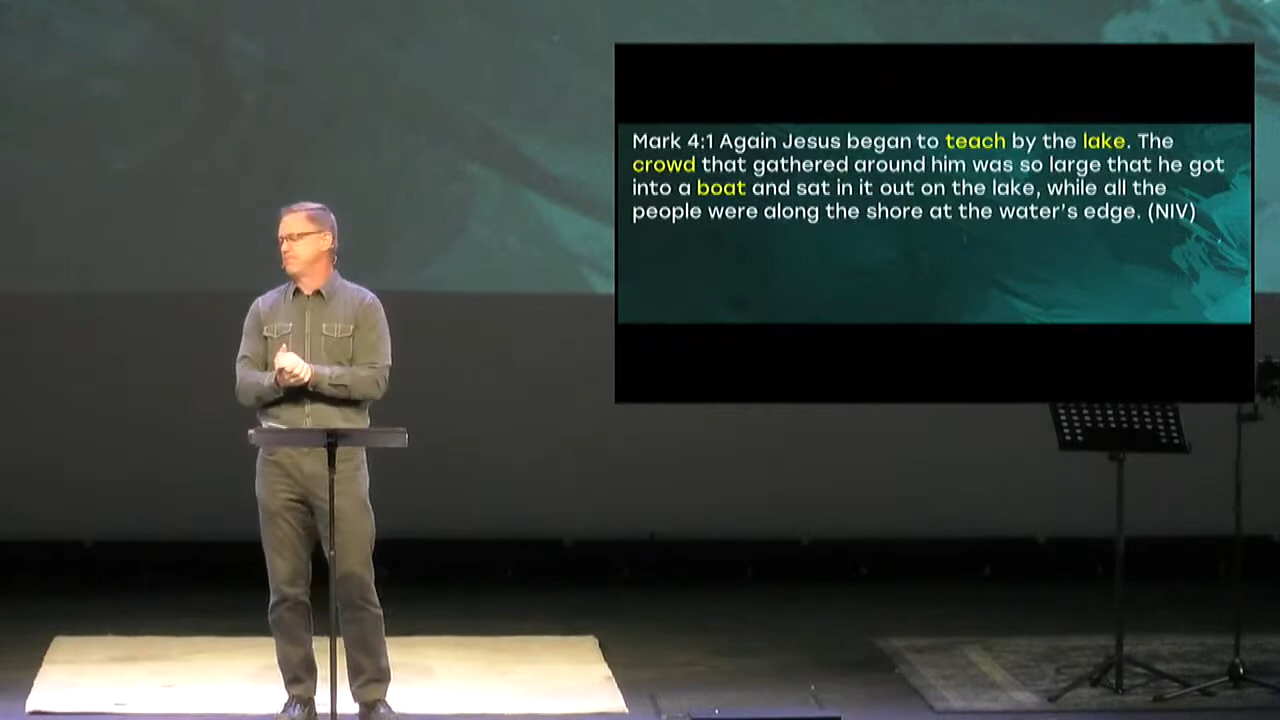 Mark 4:1 Again Jesus began to teach by the lake. The
crowd that gathered around him was so large that he got
into a boat and sat in it out on the lake, while all the
people were along the shore at the water’s edge. (NIV)